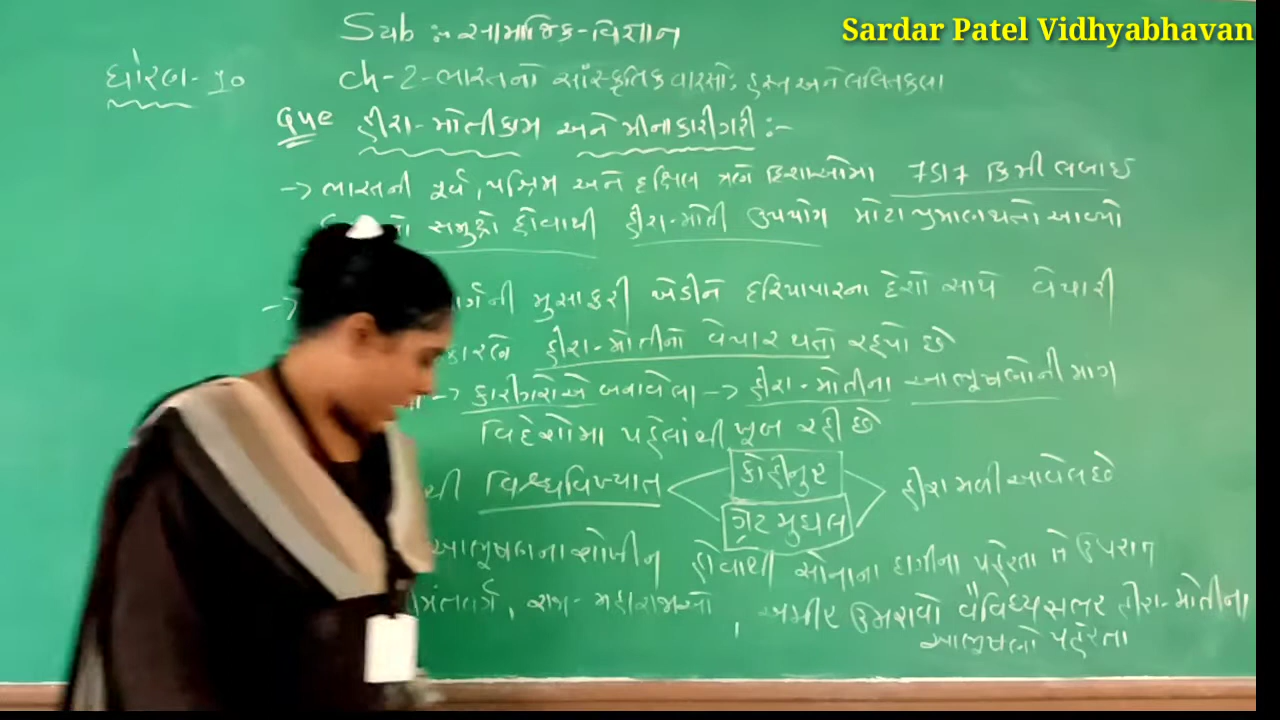 Sardar Patel Vidhyabhavan
Sub :- સામાજિક-વિજ્ઞાન
ધોરણ- 10
ch-2-ભારતનો સાંસ્કૃતિક વારસો: હસ્ત અને લલિતકલા
Que હીરા-મોતીકામ અને મીનાકારીગરી :-
→ ભારતની પૂર્વ, પશ્ચિમ અને દક્ષિણ ત્રણે દિશાઓમાં 7517 કિમી લંબાઈ
સમુદ્રો હોવાથી હીરા-મોતી ઉપયોગ મોટા પ્રમાણ થતો આવ્યો
→ મુસાફરી ખેડીને દરિયાપારના દેશો સાથે વેપારી
હીરા-મોતીનો વેપાર થતો રહ્યો છે
→ કારીગરોએ બનાવેલા → હીરા-મોતીના આભૂષણોની માંગ
વિદેશોમા પહેલાંથી ખૂબ રહી છે
વિશ્વવિખ્યાત કોહીનુર ગ્રેટ મુઘલ હીરા મળી આવેલ છે
આભૂષણના શોખીન હોવાથી સોનાના દાગીના પહેરતા તે ઉપરાંત
રાજા-મહારાજાઓ, અમીર ઉમરાવો વૈવિધ્યસભર હીરા-મોતીના
આભૂષણો પહેરતા